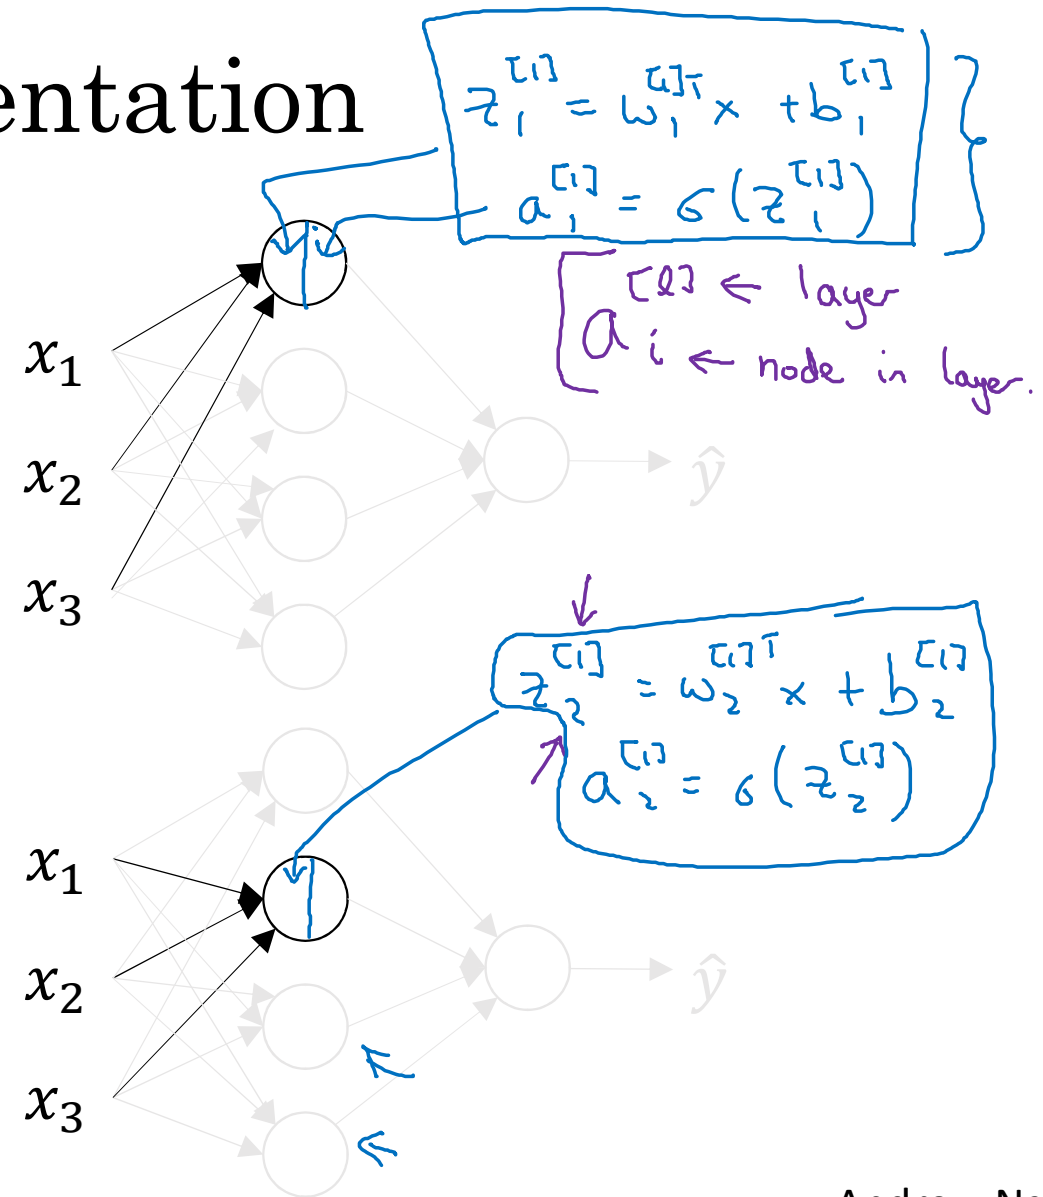 entation
z₁^[1] = w₁^[1]T x + b₁^[1]
a₁^[1] = σ(z₁^[1])
a_i^[l] ← layer
← node in layer.
x₁
x₂
ŷ
x₃
z₂^[1] = w₂^[1]T x + b₂^[1]
a₂^[1] = σ(z₂^[1])
x₁
x₂
ŷ
x₃